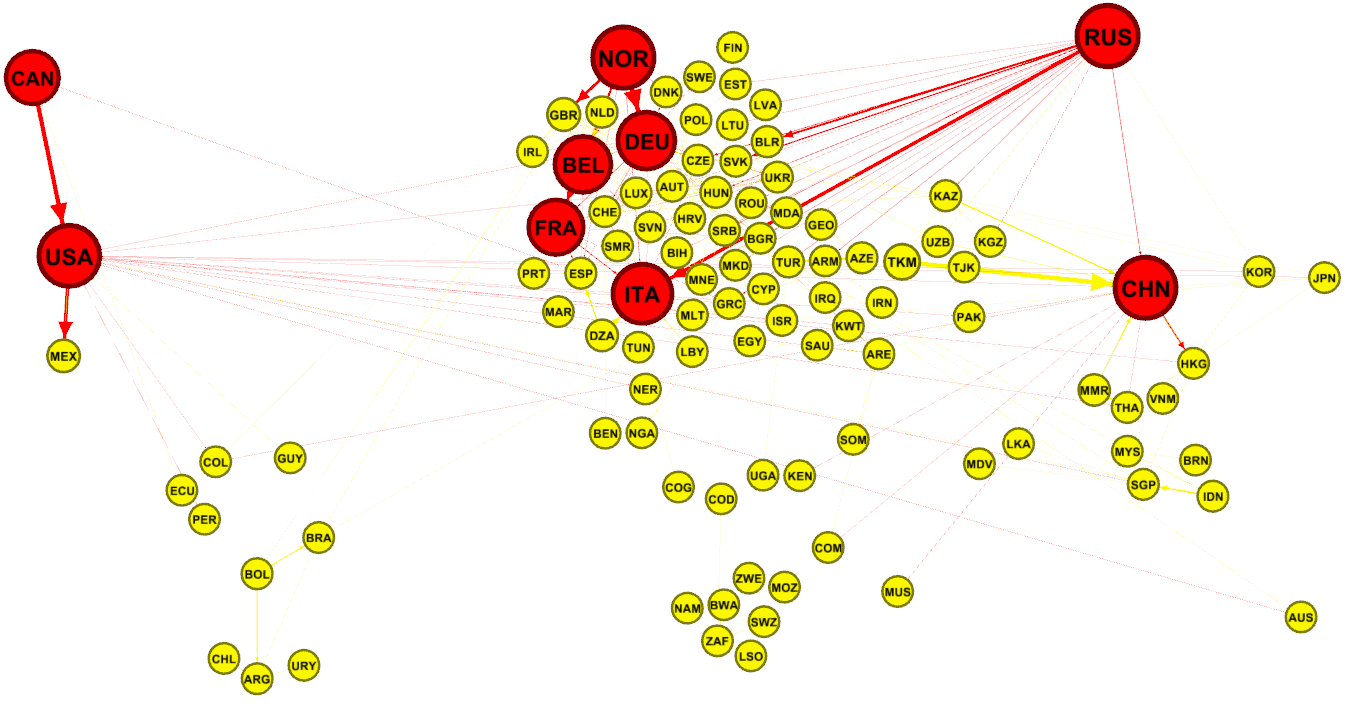 RUS
FIN
NOR
CAN
SWE
EST
DNK
LVA
GBR
NLD
POL
LTU
DEU
BLR
IRL
BEL
CZE
SVK
UKR
AUT
LUX
HUN
KAZ
ROU
CHE
MDA
HRV
FRA
SVN
GEO
SRB
BGR
UZB
KGZ
SMR
BIH
USA
AZE
ARM
TUR
TKM
MKD
TJK
KOR
PRT
ESP
JPN
MNE
CHN
CYP
ITA
IRQ
GRC
IRN
MAR
MLT
PAK
ISR
KWT
DZA
EGY
SAU
TUN
LBY
ARE
MEX
HKG
NER
MMR
VNM
THA
BEN
NGA
SOM
LKA
MYS
GUY
BRN
COL
MDV
UGA
KEN
SGP
COG
ECU
IDN
COD
PER
BRA
COM
BOL
ZWE
MOZ
MUS
BWA
NAM
AUS
SWZ
ZAF
LSO
CHL
URY
ARG